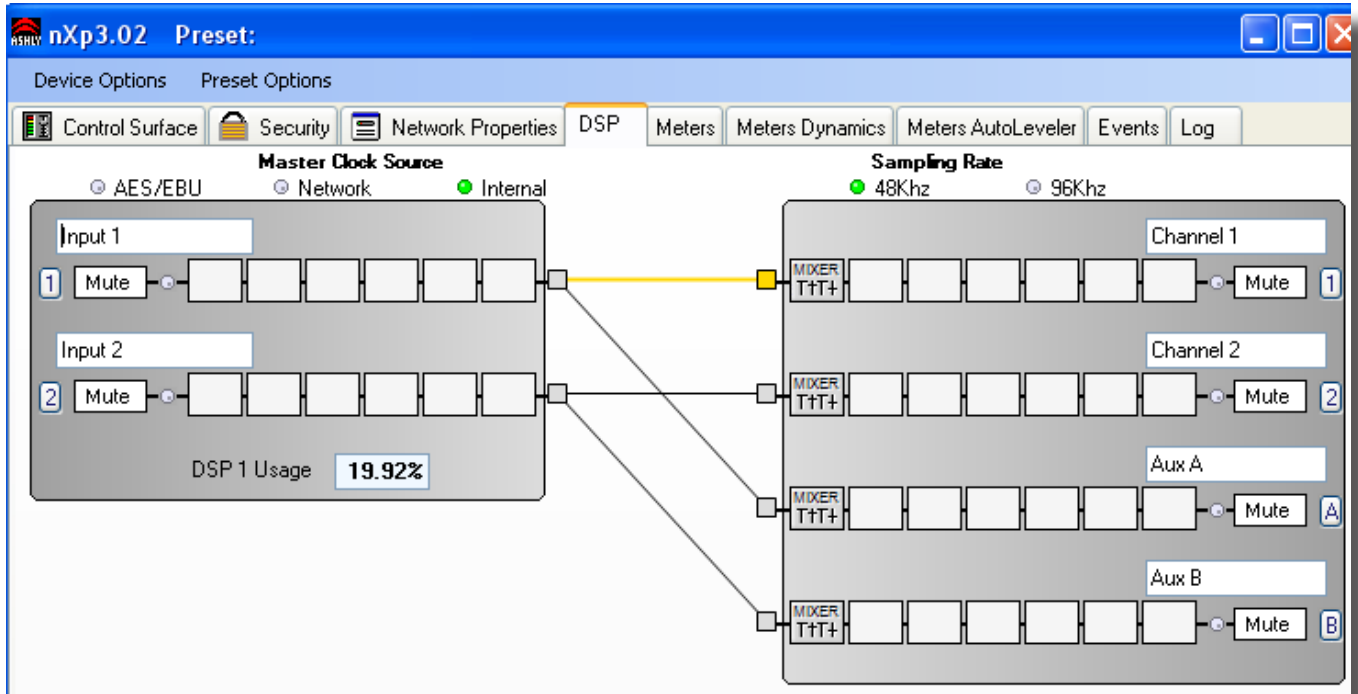 ASHLY nXp3.02 Preset:
Device Options Preset Options
Control Surface Security Network Properties DSP Meters Meters Dynamics Meters AutoLeveler Events Log
Master Clock Source Sampling Rate
AES/EBU Network Internal 48Khz 96Khz
Input 1 Channel 1
1 Mute MIXER Mute 1
T†T+
Input 2 Channel 2
2 Mute MIXER Mute 2
T†T+
DSP 1 Usage 19.92%
Aux A
MIXER Mute A
T†T+
Aux B
MIXER Mute B
T†T+